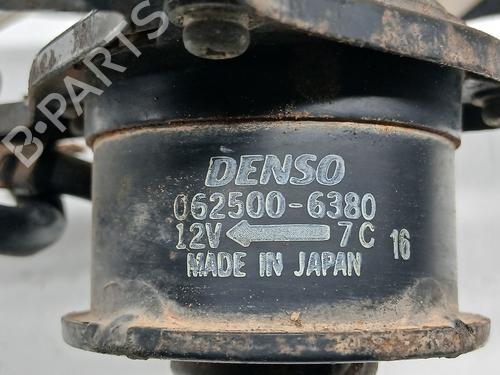 B-PARTS
DENSO
062500-6380
12V 7C 16
MADE IN JAPAN